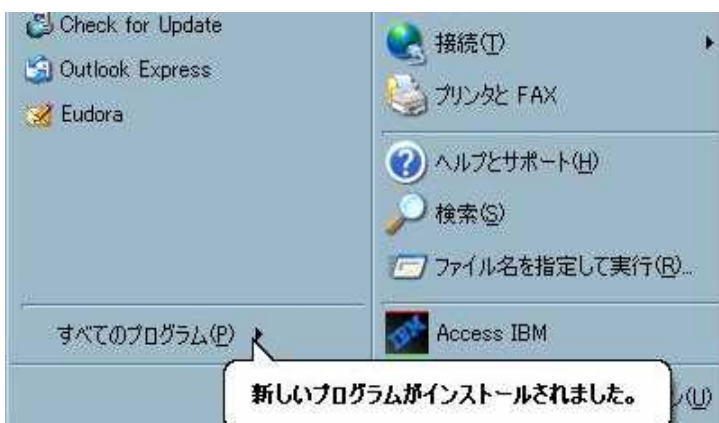 Check for Update
Outlook Express
Eudora
すべてのプログラム(P)
接続(T)
プリンタと FAX
ヘルプとサポート(H)
検索(S)
ファイル名を指定して実行(R)...
IBM
Access IBM
(U)
新しいプログラムがインストールされました。